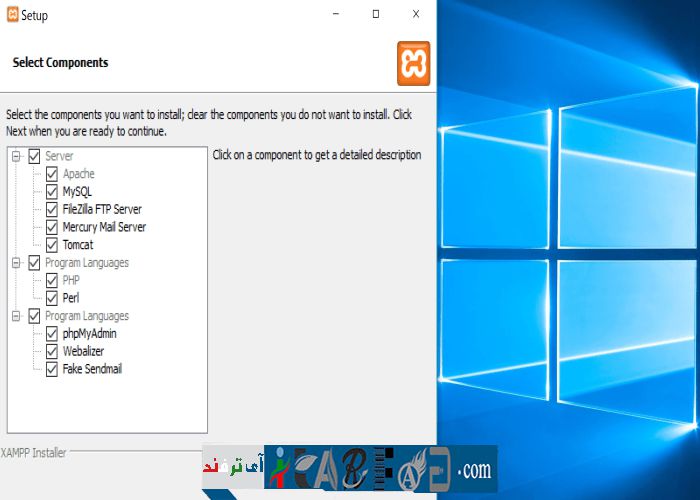 Setup
Select Components
Select the components you want to install; clear the components you do not want to install. Click
Next when you are ready to continue.
Server
Apache
MySQL
FileZilla FTP Server
Mercury Mail Server
Tomcat
Program Languages
PHP
Perl
Program Languages
phpMyAdmin
Webalizer
Fake Sendmail
Click on a component to get a detailed description
XAMPP Installer
آی ترفند
.com